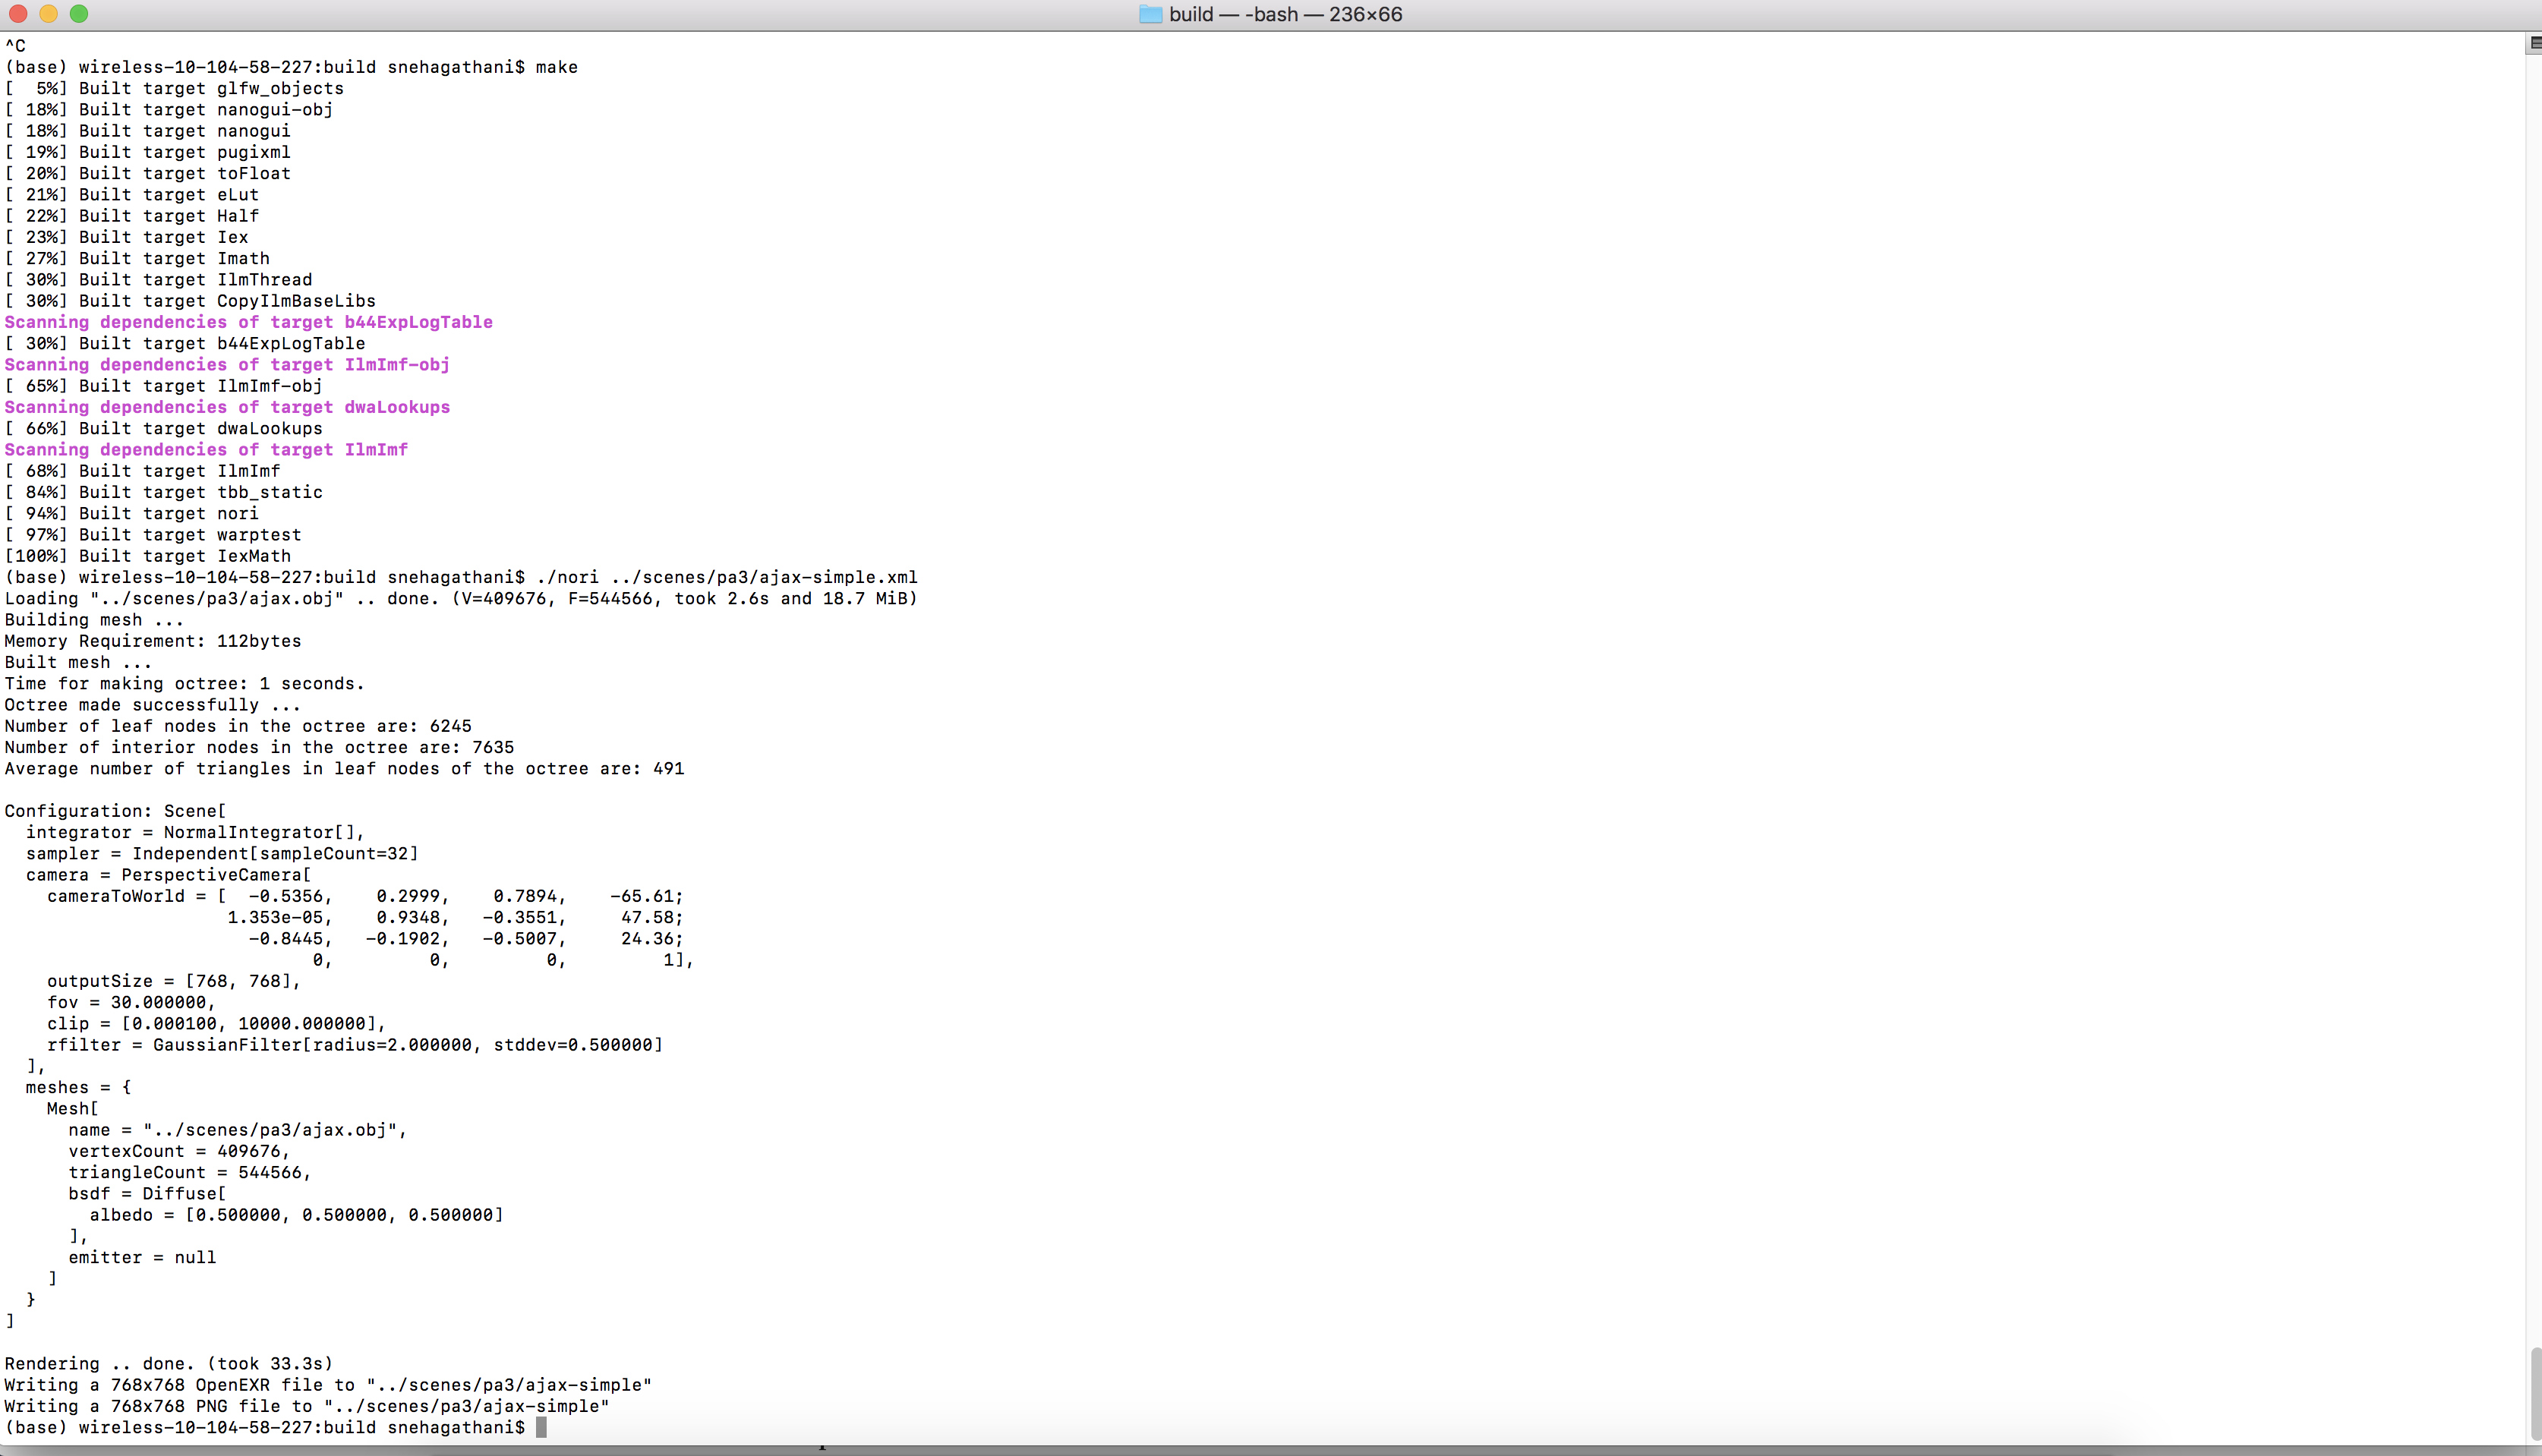 build — -bash — 236×66
^C
(base) wireless-10-104-58-227:build snehagathani$ make
[  5%] Built target glfw_objects
[ 18%] Built target nanogui-obj
[ 18%] Built target nanogui
[ 19%] Built target pugixml
[ 20%] Built target toFloat
[ 21%] Built target eLut
[ 22%] Built target Half
[ 23%] Built target Iex
[ 27%] Built target Imath
[ 30%] Built target IlmThread
[ 30%] Built target CopyIlmBaseLibs
Scanning dependencies of target b44ExpLogTable
[ 30%] Built target b44ExpLogTable
Scanning dependencies of target IlmImf-obj
[ 65%] Built target IlmImf-obj
Scanning dependencies of target dwaLookups
[ 66%] Built target dwaLookups
Scanning dependencies of target IlmImf
[ 68%] Built target IlmImf
[ 84%] Built target tbb_static
[ 94%] Built target nori
[ 97%] Built target warptest
[100%] Built target IexMath
(base) wireless-10-104-58-227:build snehagathani$ ./nori ../scenes/pa3/ajax-simple.xml
Loading "../scenes/pa3/ajax.obj" .. done. (V=409676, F=544566, took 2.6s and 18.7 MiB)
Building mesh ...
Memory Requirement: 112bytes
Built mesh ...
Time for making octree: 1 seconds.
Octree made successfully ...
Number of leaf nodes in the octree are: 6245
Number of interior nodes in the octree are: 7635
Average number of triangles in leaf nodes of the octree are: 491

Configuration: Scene[
  integrator = NormalIntegrator[],
  sampler = Independent[sampleCount=32]
  camera = PerspectiveCamera[
    cameraToWorld = [  -0.5356,    0.2999,    0.7894,    -65.61;
                     1.353e-05,    0.9348,   -0.3551,     47.58;
                       -0.8445,   -0.1902,   -0.5007,     24.36;
                             0,         0,         0,         1],
    outputSize = [768, 768],
    fov = 30.000000,
    clip = [0.000100, 10000.000000],
    rfilter = GaussianFilter[radius=2.000000, stddev=0.500000]
  ],
  meshes = {
    Mesh[
      name = "../scenes/pa3/ajax.obj",
      vertexCount = 409676,
      triangleCount = 544566,
      bsdf = Diffuse[
        albedo = [0.500000, 0.500000, 0.500000]
      ],
      emitter = null
    ]
  }
]

Rendering .. done. (took 33.3s)
Writing a 768x768 OpenEXR file to "../scenes/pa3/ajax-simple"
Writing a 768x768 PNG file to "../scenes/pa3/ajax-simple"
(base) wireless-10-104-58-227:build snehagathani$